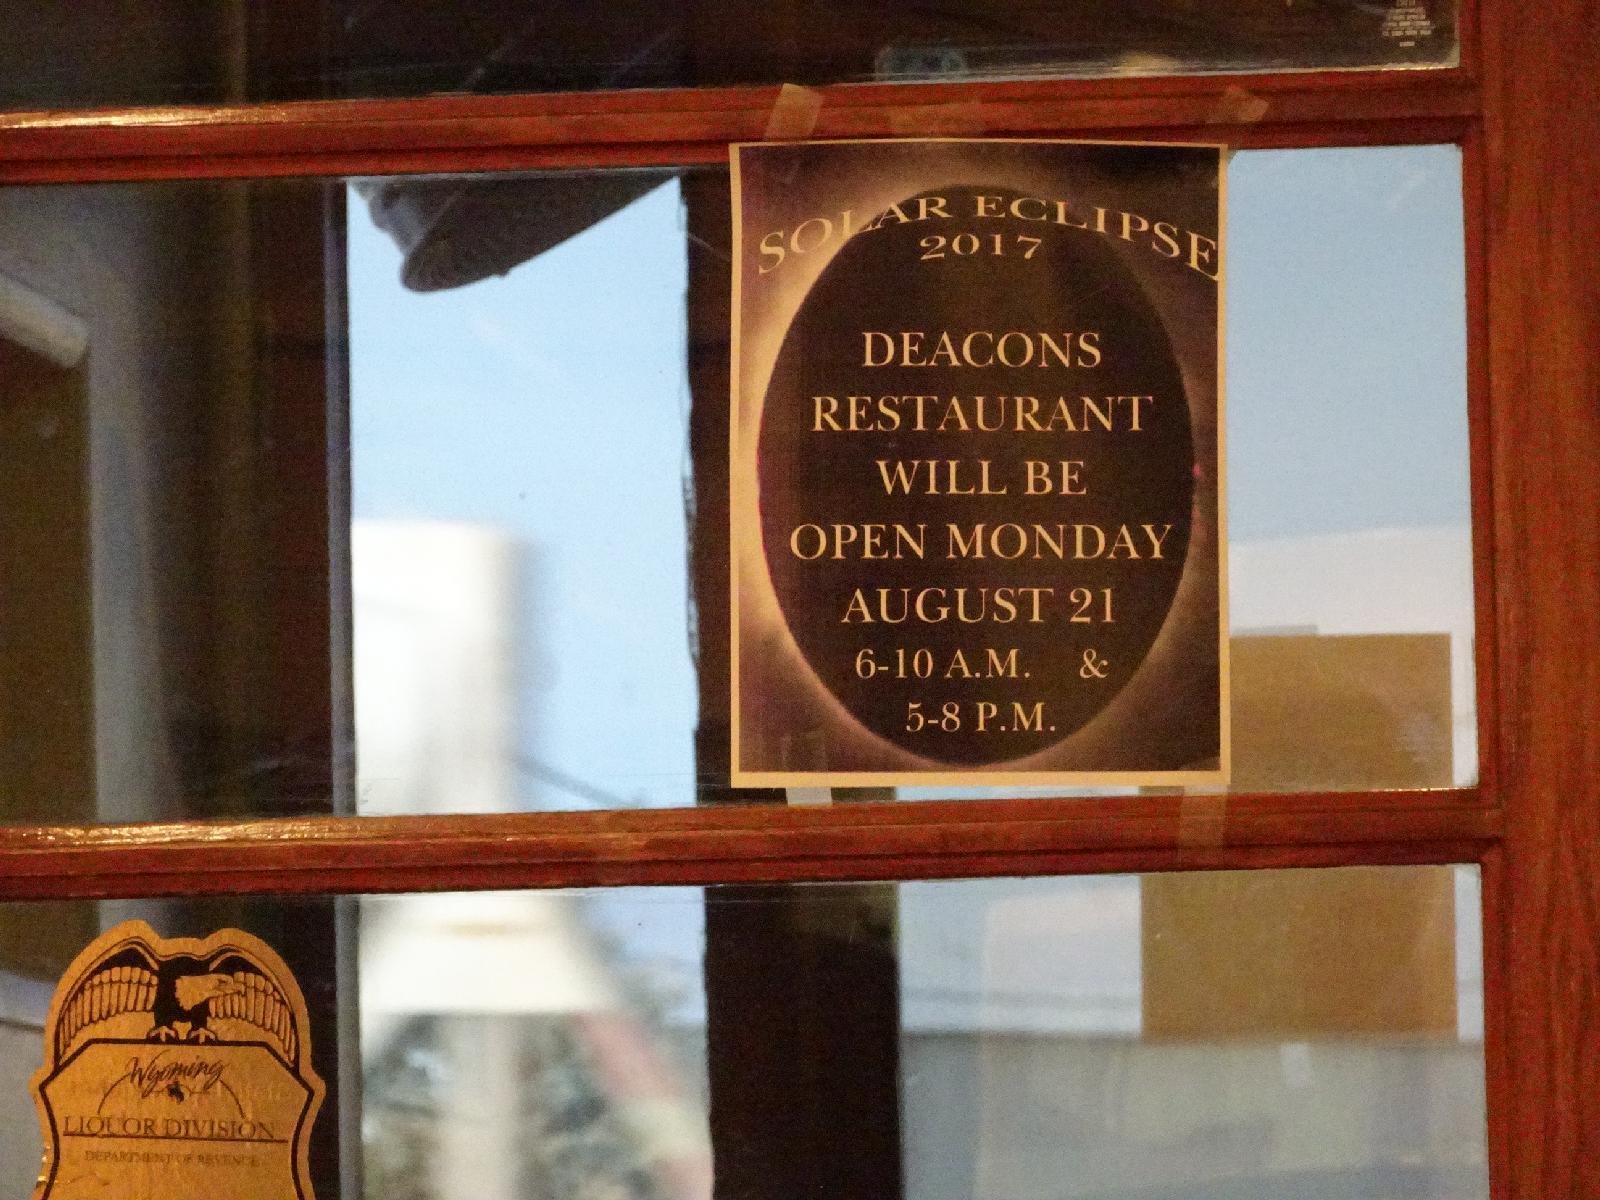 SOLAR ECLIPSE
2017
DEACONS
RESTAURANT
WILL BE
OPEN MONDAY
AUGUST 21
6-10 A.M. &
5-8 P.M.
Wyoming
LIQUOR DIVISION
DEPARTMENT OF REVENUE